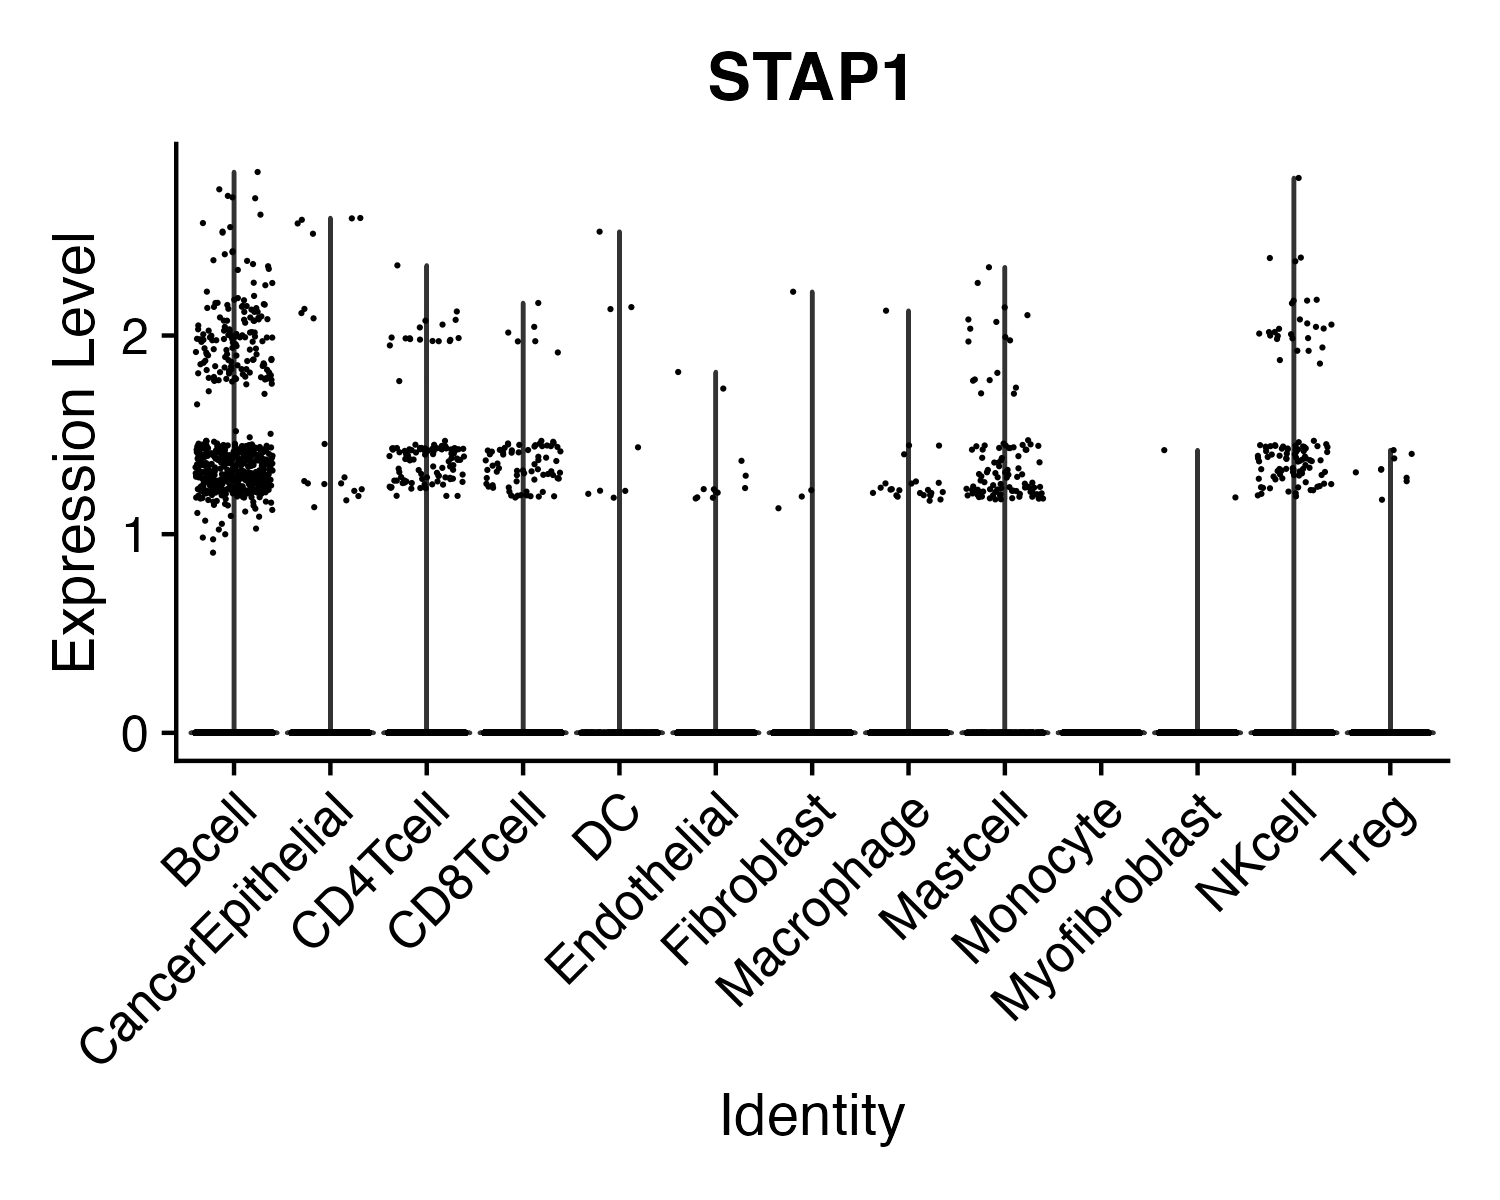 STAP1
Expression Level
2
1
0
Bcell
CancerEpithelial
CD4Tcell
CD8Tcell
DC
Endothelial
Fibroblast
Macrophage
Mastcell
Monocyte
Myofibroblast
NKcell
Treg
Identity